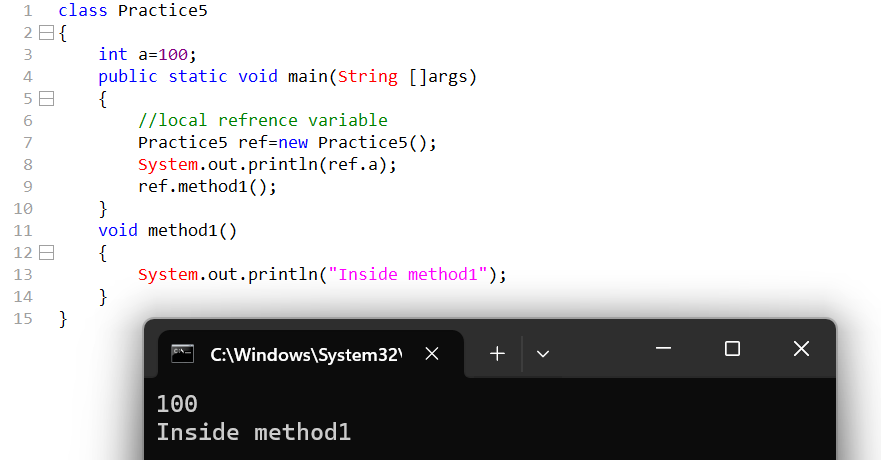 1 class Practice5
2 {
3 int a=100;
4 public static void main(String []args)
5 {
6 //local refrence variable
7 Practice5 ref=new Practice5();
8 System.out.println(ref.a);
9 ref.method1();
10 }
11 void method1()
12 {
13 System.out.println("Inside method1");
14 }
15 }
C:\Windows\System32\
100
Inside method1